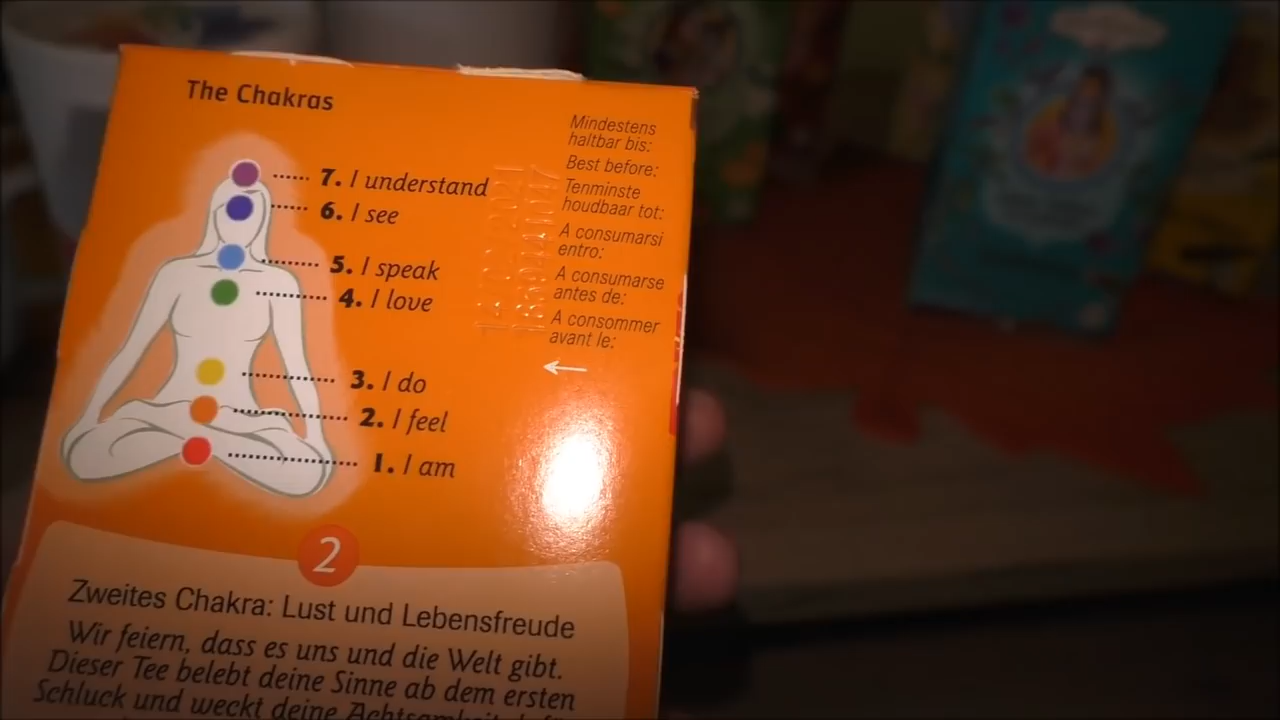 The Chakras
7. I understand
6. I see
5. I speak
4. I love
3. I do
2. I feel
1. I am
Mindestens
haltbar bis:
Best before:
Tenminste
houdbaar tot:
A consumarsi
entro:
A consumarse
antes de:
A consommer
avant le:
2
Zweites Chakra: Lust und Lebensfreude
Wir feiern, dass es uns und die Welt gibt.
Dieser Tee belebt deine Sinne ab dem ersten
Schluck und weckt deine Achtsamkeit